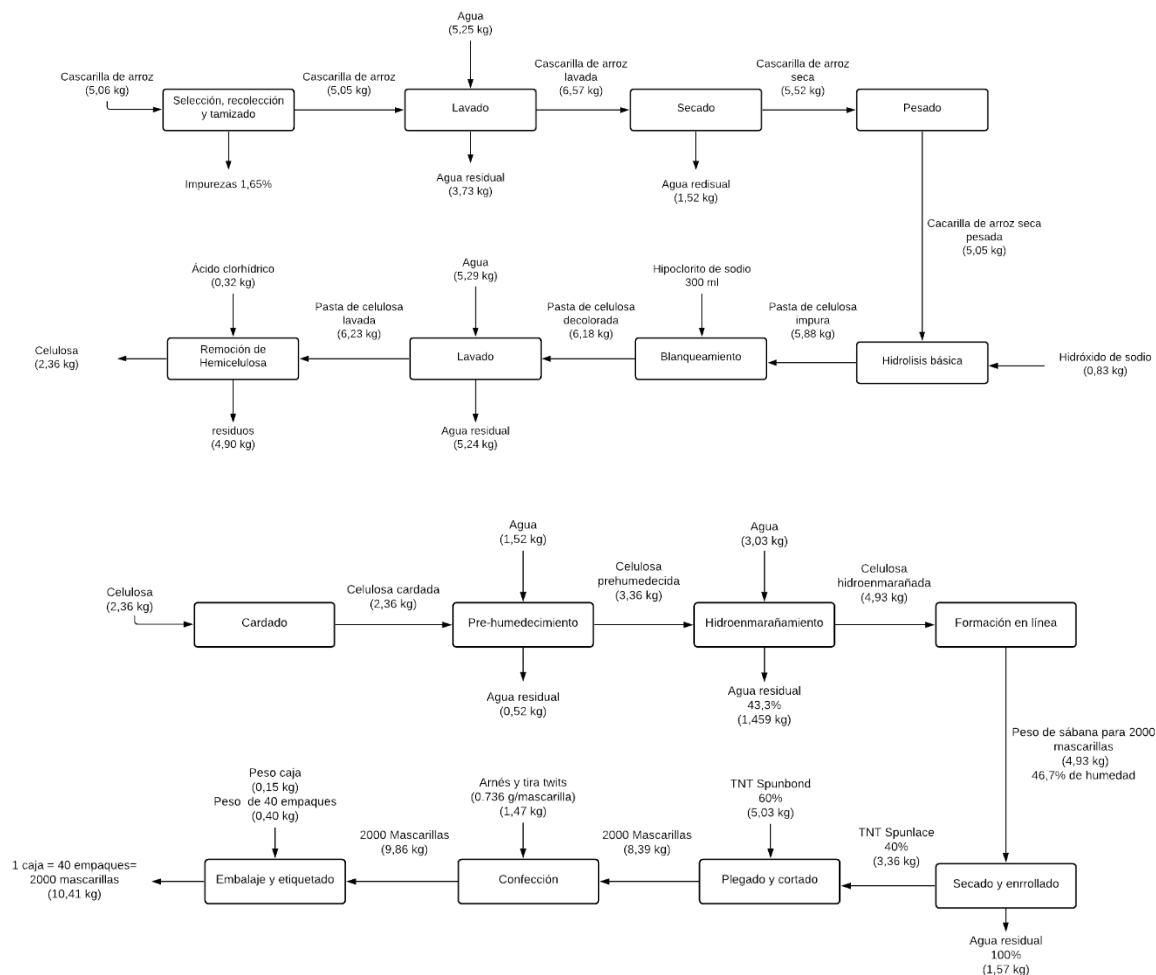 Agua
(5,25 kg)
Cascarilla de arroz
(5,06 kg)
Selección, recolección
y tamizado
Impurezas 1,65%
Cascarilla de arroz
(5,05 kg)
Lavado
Agua residual
(3,73 kg)
Cascarilla de arroz
lavada
(6,57 kg)
Secado
Agua redisual
(1,52 kg)
Cascarilla de arroz
seca
(5,52 kg)
Pesado
Cacarilla de arroz seca
pesada
(5,05 kg)
Hidróxido de sodio
(0,83 kg)
Hidrolisis básica
Pasta de celulosa
impura
(5,88 kg)
Hipoclorito de sodio
300 ml
Blanqueamiento
Pasta de celulosa
decolorada
(6,18 kg)
Agua
(5,29 kg)
Lavado
Agua residual
(5,24 kg)
Pasta de celulosa
lavada
(6,23 kg)
Ácido clorhídrico
(0,32 kg)
Remoción de
Hemicelulosa
residuos
(4,90 kg)
Celulosa
(2,36 kg)
Celulosa
(2,36 kg)
Cardado
Celulosa cardada
(2,36 kg)
Agua
(1,52 kg)
Pre-humedecimiento
Agua residual
(0,52 kg)
Celulosa
prehumedecida
(3,36 kg)
Agua
(3,03 kg)
Hidroenmarañamiento
Agua residual
43,3%
(1,459 kg)
Celulosa
hidroenmarañada
(4,93 kg)
Formación en línea
Peso de sábana para 2000
mascarillas
(4,93 kg)
46,7% de humedad
Secado y enrrollado
Agua residual
100%
(1,57 kg)
TNT Spunlace
40%
(3,36 kg)
TNT Spunbond
60%
(5,03 kg)
Plegado y cortado
2000 Mascarillas
(8,39 kg)
Arnés y tira twits
(0.736 g/mascarilla)
(1,47 kg)
Confección
2000 Mascarillas
(9,86 kg)
Peso caja
(0,15 kg)
Peso de 40 empaques
(0,40 kg)
Embalaje y etiquetado
1 caja = 40 empaques=
2000 mascarillas
(10,41 kg)